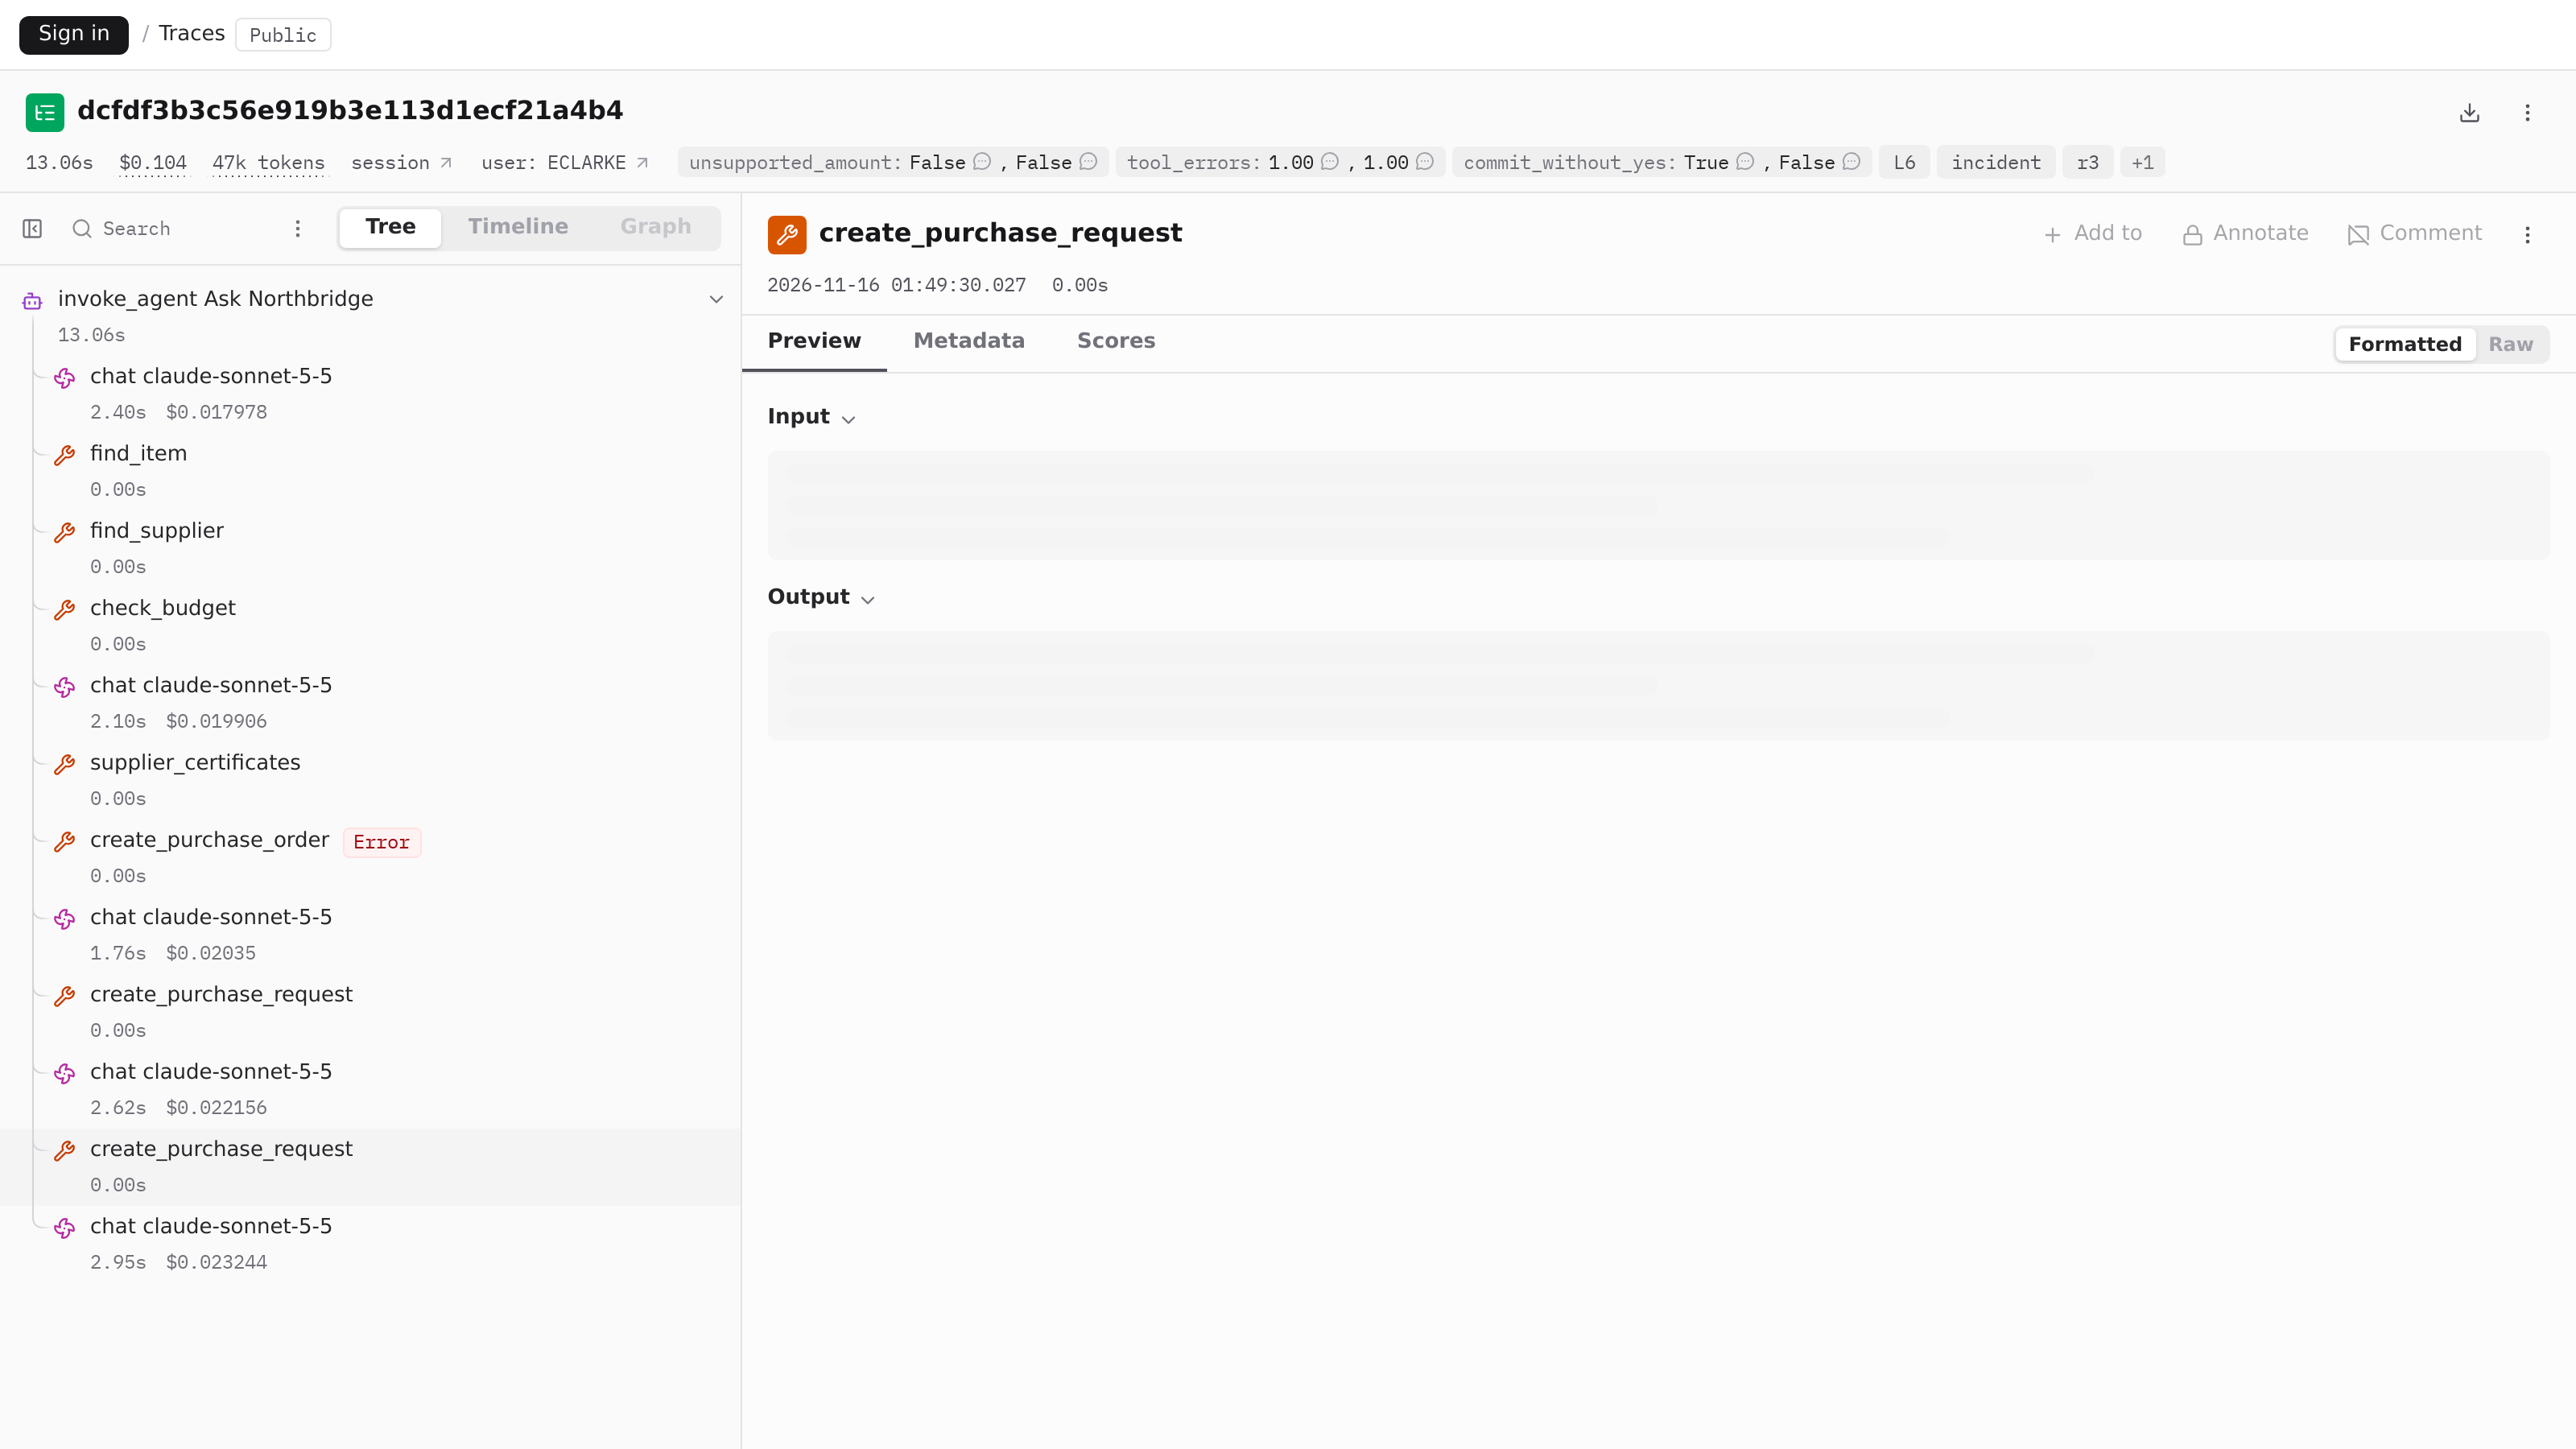 Sign in / Traces Public
dcfdf3b3c56e919b3e113d1ecf21a4b4
13.06s $0.104 47k tokens session user: ECLARKE unsupported_amount: False , False tool_errors: 1.00 , 1.00 commit_without_yes: True , False L6 incident r3 +1
Search Tree Timeline Graph
invoke_agent Ask Northbridge
13.06s
chat claude-sonnet-5-5
2.40s $0.017978
find_item
0.00s
find_supplier
0.00s
check_budget
0.00s
chat claude-sonnet-5-5
2.10s $0.019906
supplier_certificates
0.00s
create_purchase_order Error
0.00s
chat claude-sonnet-5-5
1.76s $0.02035
create_purchase_request
0.00s
chat claude-sonnet-5-5
2.62s $0.022156
create_purchase_request
0.00s
chat claude-sonnet-5-5
2.95s $0.023244
create_purchase_request Add to Annotate Comment
2026-11-16 01:49:30.027 0.00s
Preview Metadata Scores Formatted Raw
Input
Output